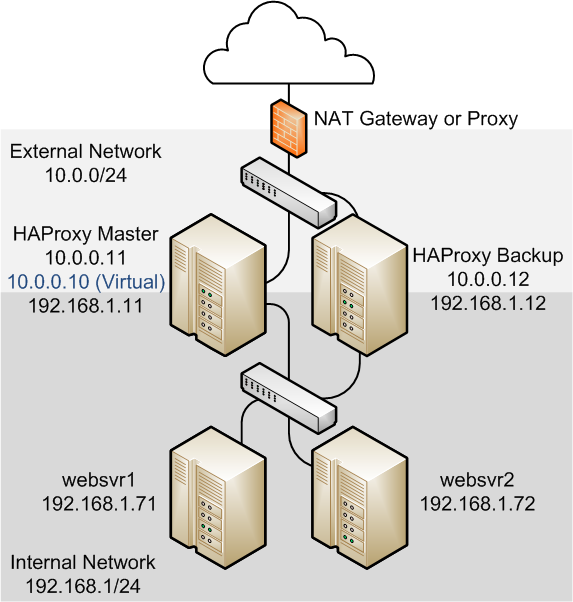 NAT Gateway or Proxy
External Network
10.0.0/24
HAProxy Master
10.0.0.11
10.0.0.10 (Virtual)
192.168.1.11
HAProxy Backup
10.0.0.12
192.168.1.12
websvr1
192.168.1.71
websvr2
192.168.1.72
Internal Network
192.168.1/24